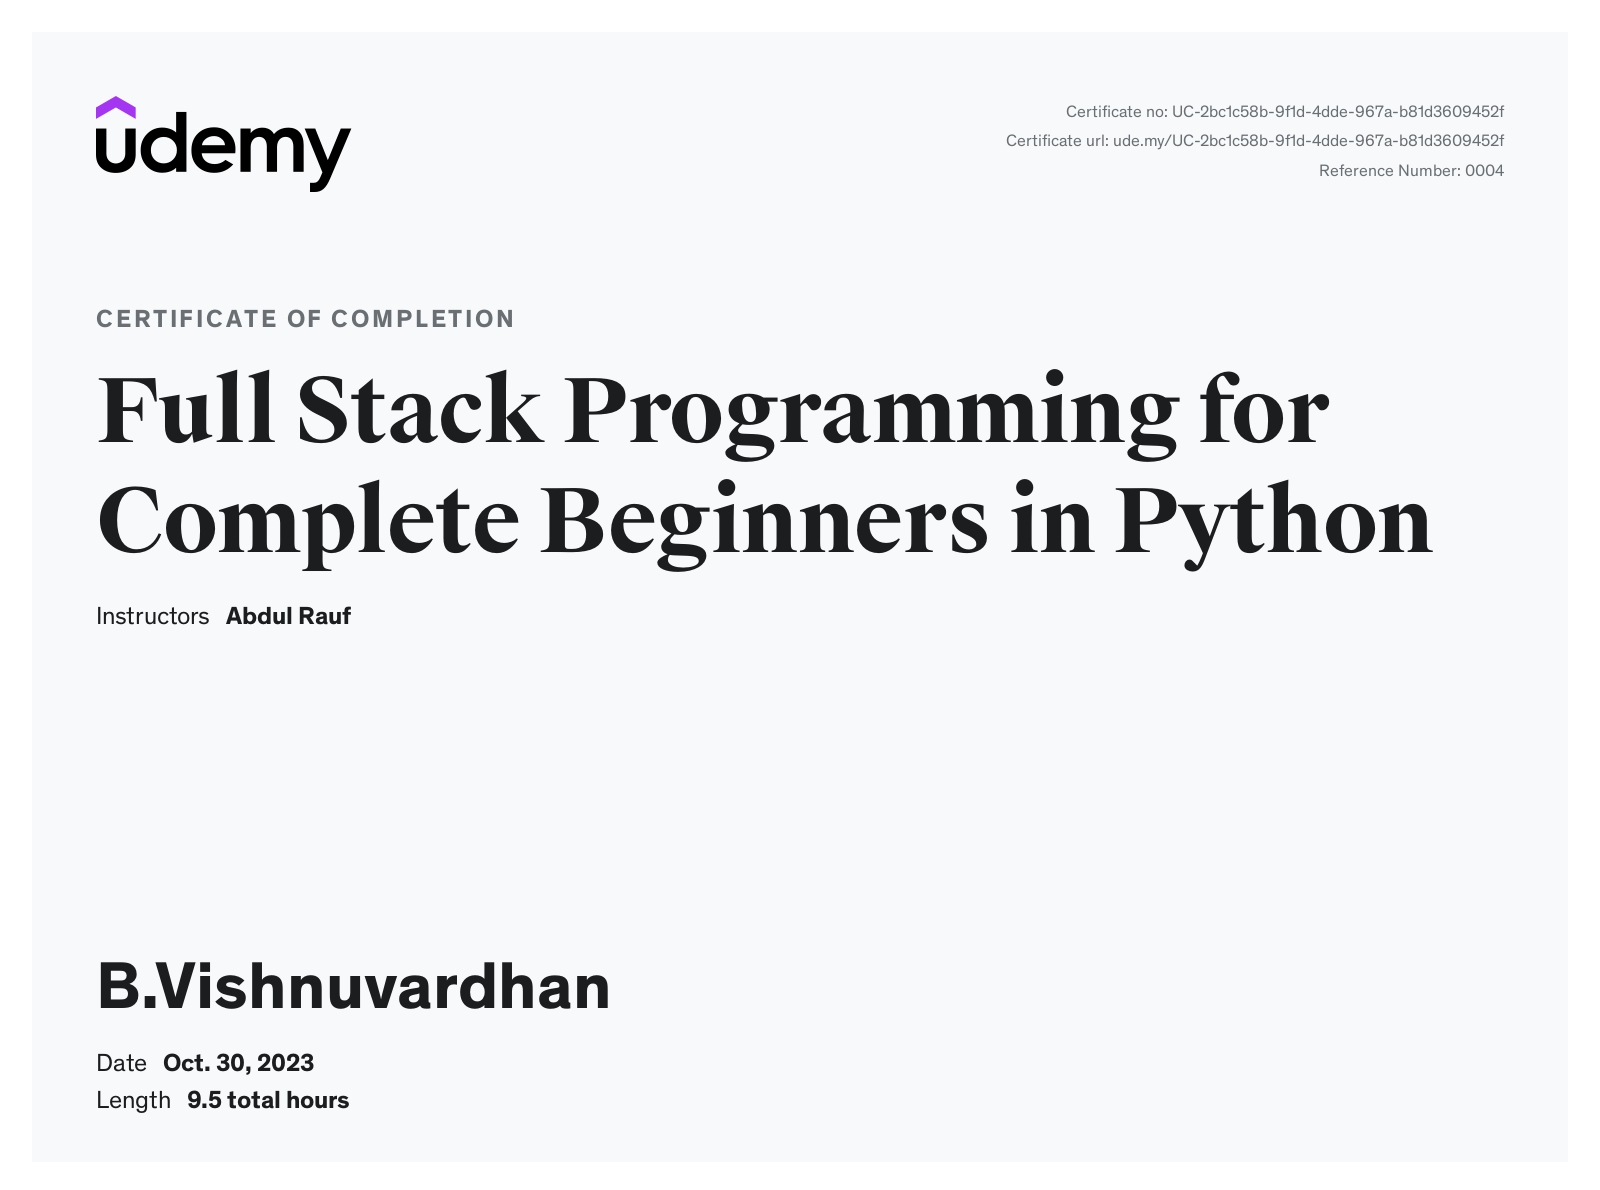 udemy
Certificate no: UC-2bc1c58b-9f1d-4dde-967a-b81d3609452f
Certificate url: ude.my/UC-2bc1c58b-9f1d-4dde-967a-b81d3609452f
Reference Number: 0004
CERTIFICATE OF COMPLETION
Full Stack Programming for
Complete Beginners in Python
Instructors Abdul Rauf
B.Vishnuvardhan
Date Oct. 30, 2023
Length 9.5 total hours